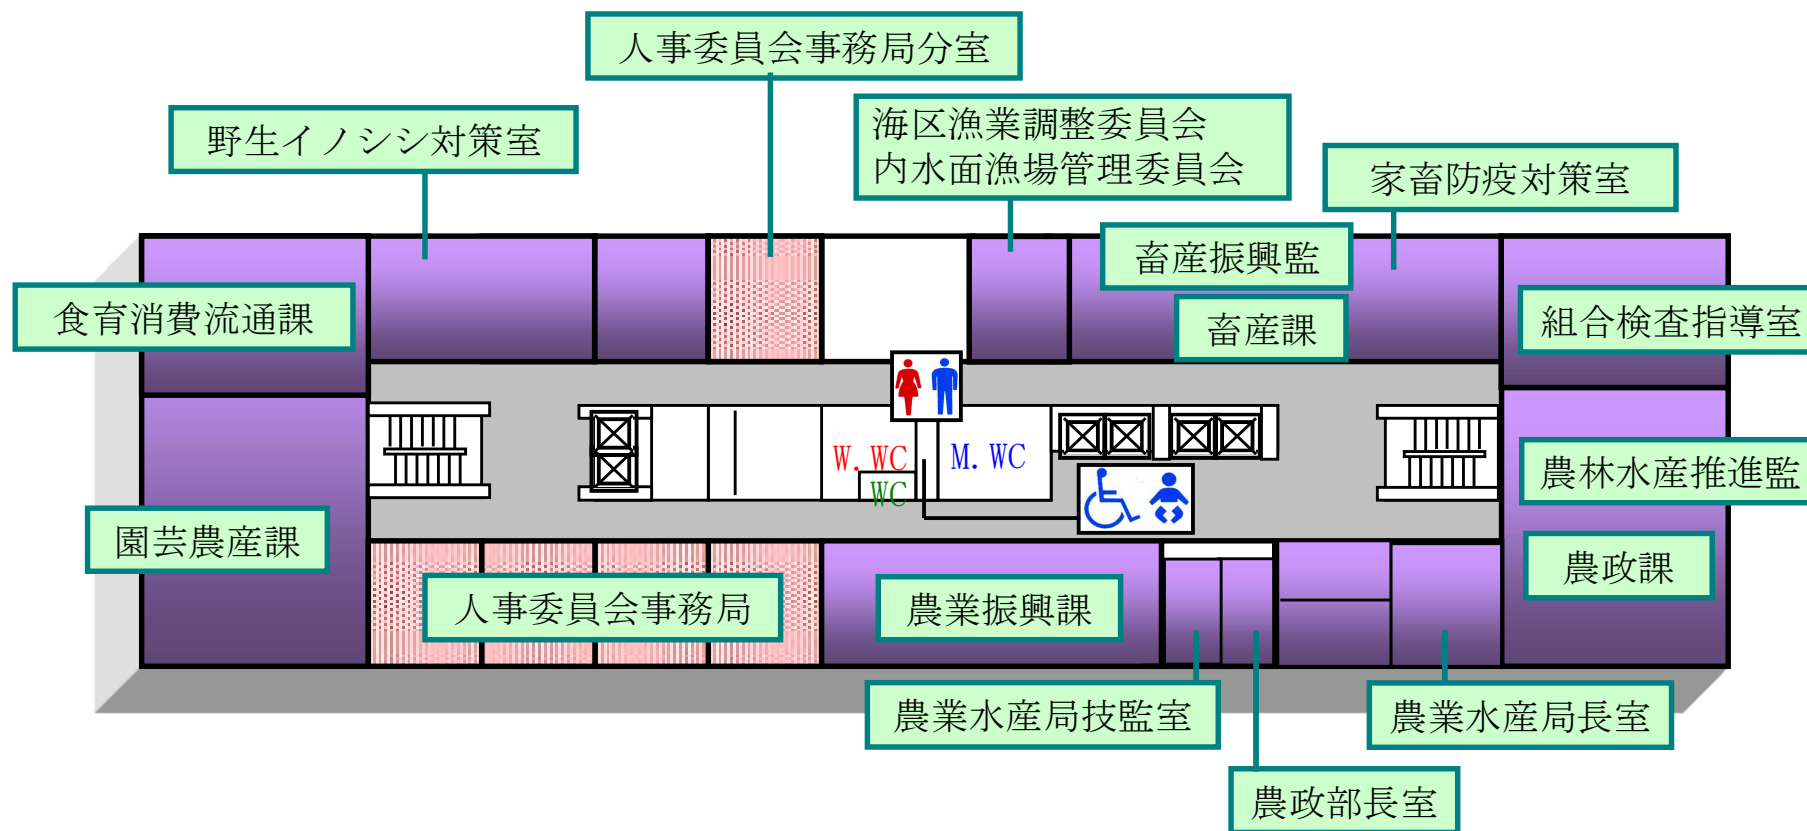 人事委員会事務局分室
野生イノシシ対策室
海区漁業調整委員会
内水面漁場管理委員会
家畜防疫対策室
畜産振興監
畜産課
食育消費流通課
組合検査指導室
W.WC
M.WC
WC
農林水産推進監
園芸農産課
農政課
人事委員会事務局
農業振興課
農業水産局技監室
農業水産局長室
農政部長室